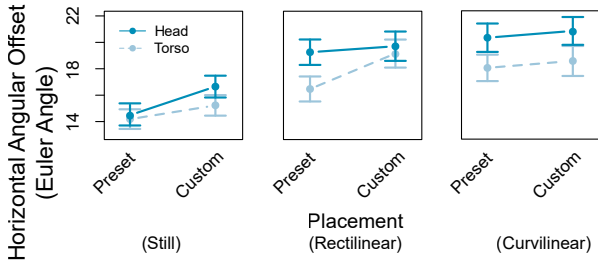 Horizontal Angular Offset
(Euler Angle)
22
18
14
Head
Torso
Preset
Custom
Preset
Custom
Preset
Custom
Placement
(Still)
(Rectilinear)
(Curvilinear)